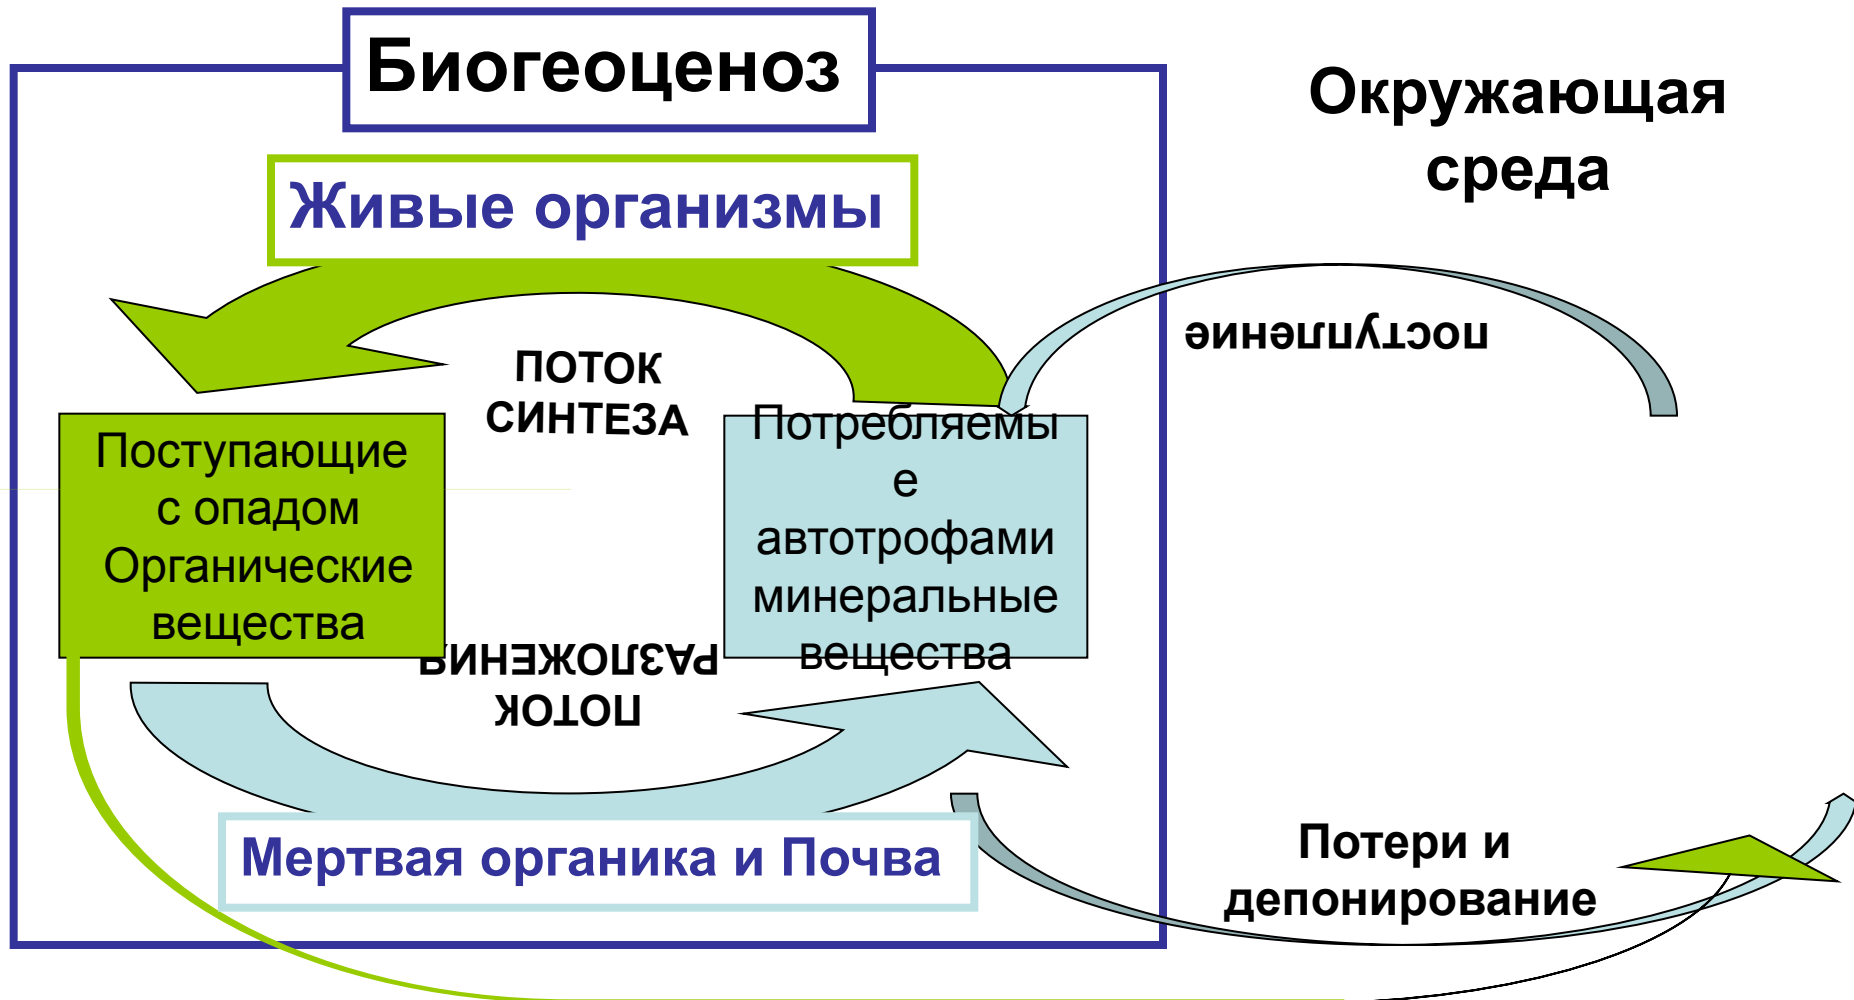 Биогеоценоз
Окружающая
среда
Живые организмы
поступление
ПОТОК
СИНТЕЗА
Поступающие
с опадом
Органические
вещества
Потребляемы
е
автотрофами
минеральные
вещества
ПОТОК
РАЗЛОЖЕНИЯ
Мертвая органика и Почва
Потери и
депонирование